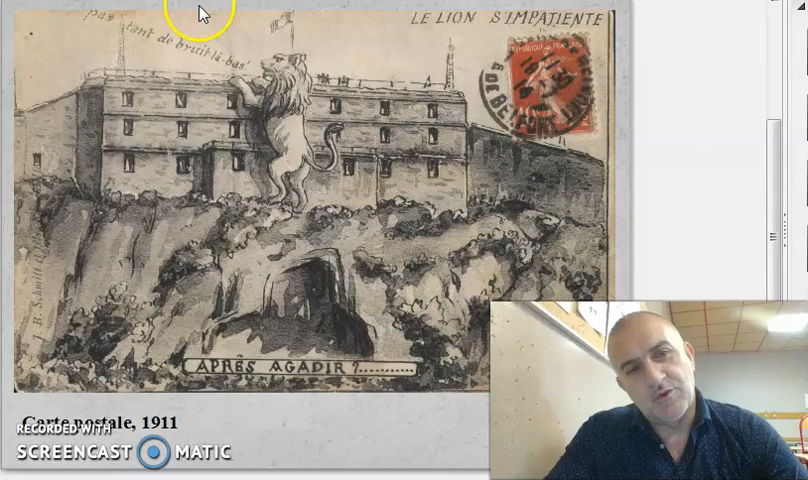 LE LION S'IMPATIENTE
pas tant de bruit là-bas!
REPUBLIQUE
DE BELFORT
J. B. Schmitt
APRÈS AGADIR ?............
Carte postale, 1911
RECORDED WITH
SCREENCAST MATIC